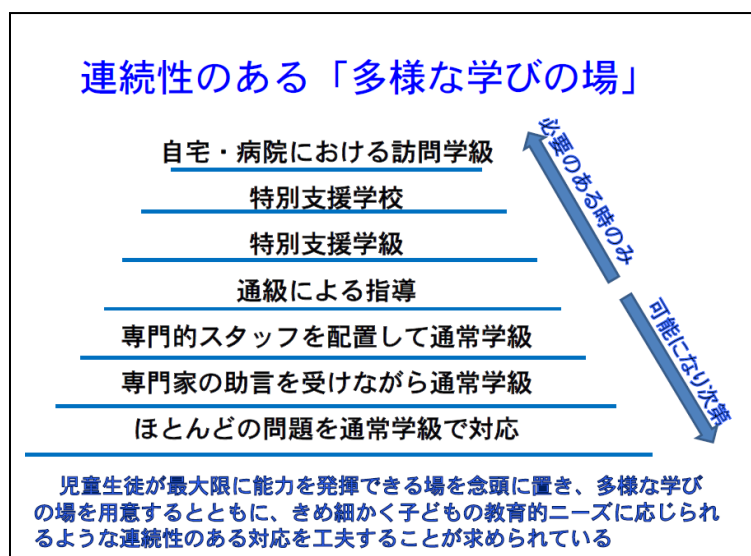 連続性のある「多様な学びの場」
自宅・病院における訪問学級
特別支援学校
特別支援学級
通級による指導
専門的スタッフを配置して通常学級
専門家の助言を受けながら通常学級
ほとんどの問題を通常学級で対応
必要のある時のみ
可能になり次第
児童生徒が最大限に能力を発揮できる場を念頭に置き、多様な学び
の場を用意するとともに、きめ細かく子どもの教育的ニーズに応じられ
るような連続性のある対応を工夫することが求められている